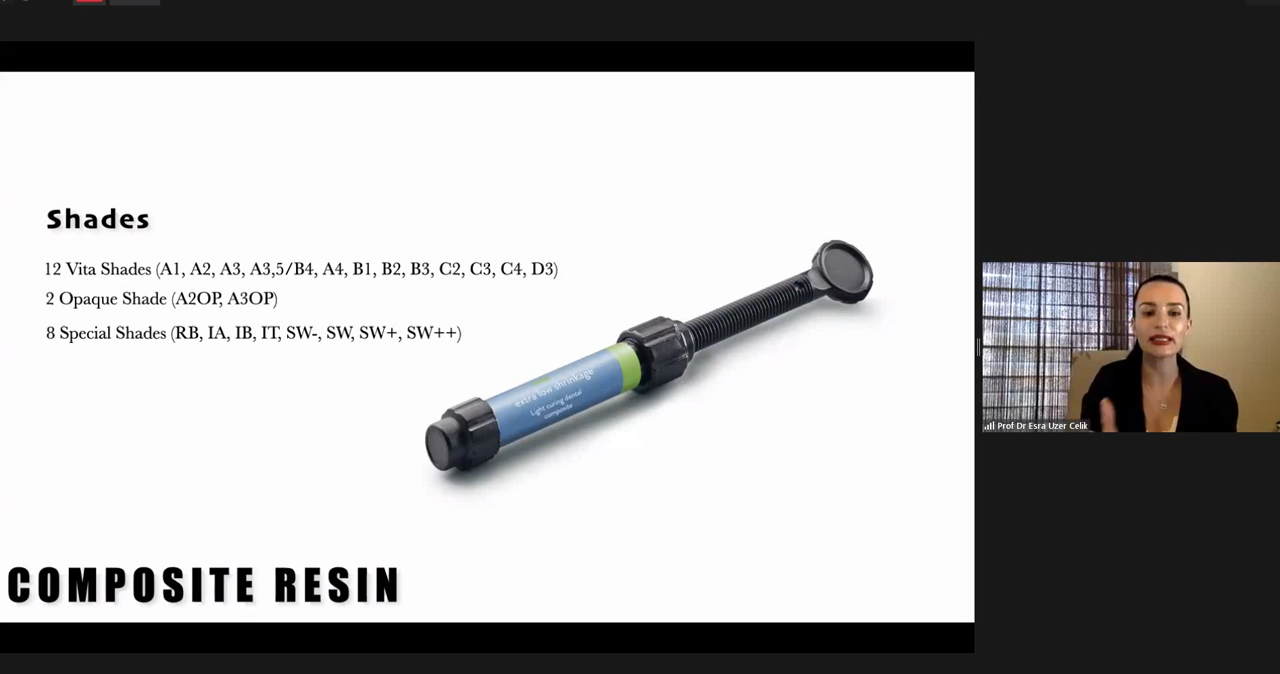 Shades
12 Vita Shades (A1, A2, A3, A3,5/B4, A4, B1, B2, B3, C2, C3, C4, D3)
2 Opaque Shade (A2OP, A3OP)
8 Special Shades (RB, IA, IB, IT, SW-, SW, SW+, SW++)
extra low shrinkage
Light curing dental
composite
COMPOSITE RESIN
Prof Dr Esra Uzer Celik